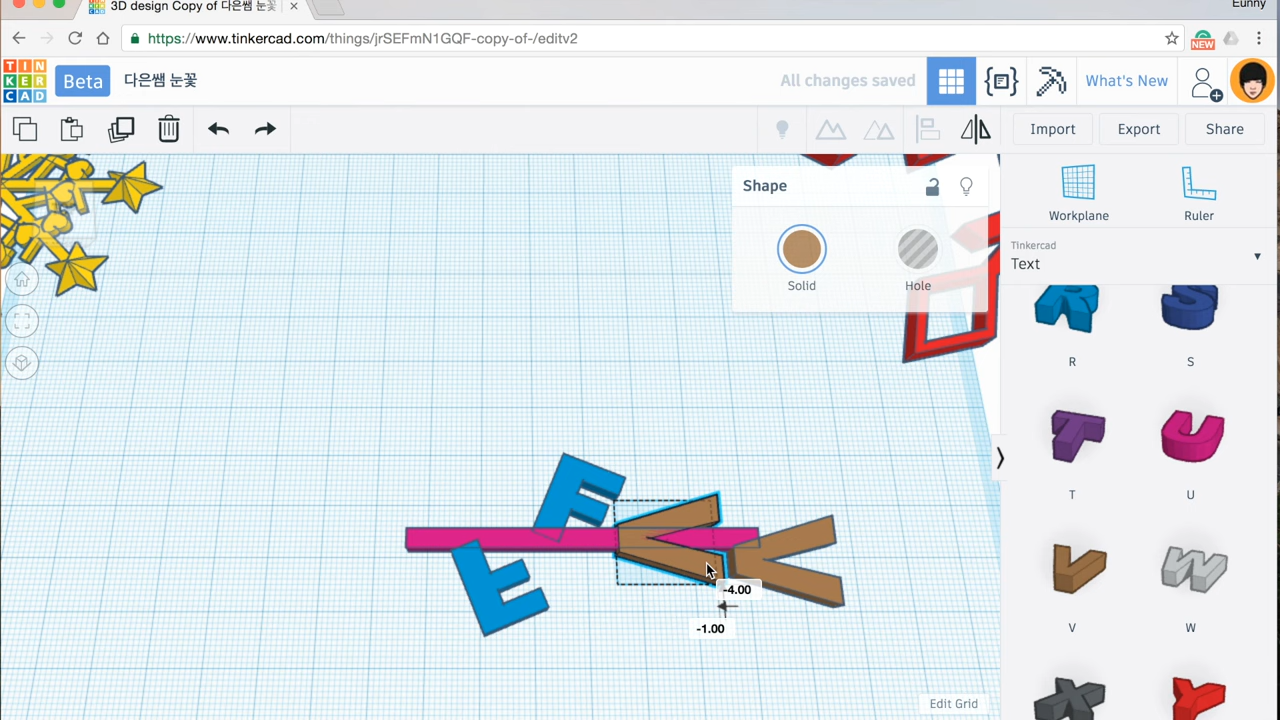 3D design Copy of 다은쌤 눈꽃
Eunny
https://www.tinkercad.com/things/jrSEFmN1GQF-copy-of-/editv2
NEW
TIN
KER
CAD
Beta
다은쌤 눈꽃
All changes saved
What's New
Import
Export
Share
Shape
Solid
Hole
Workplane
Ruler
Tinkercad
Text
R
S
T
U
V
W
-4.00
-1.00
Edit Grid